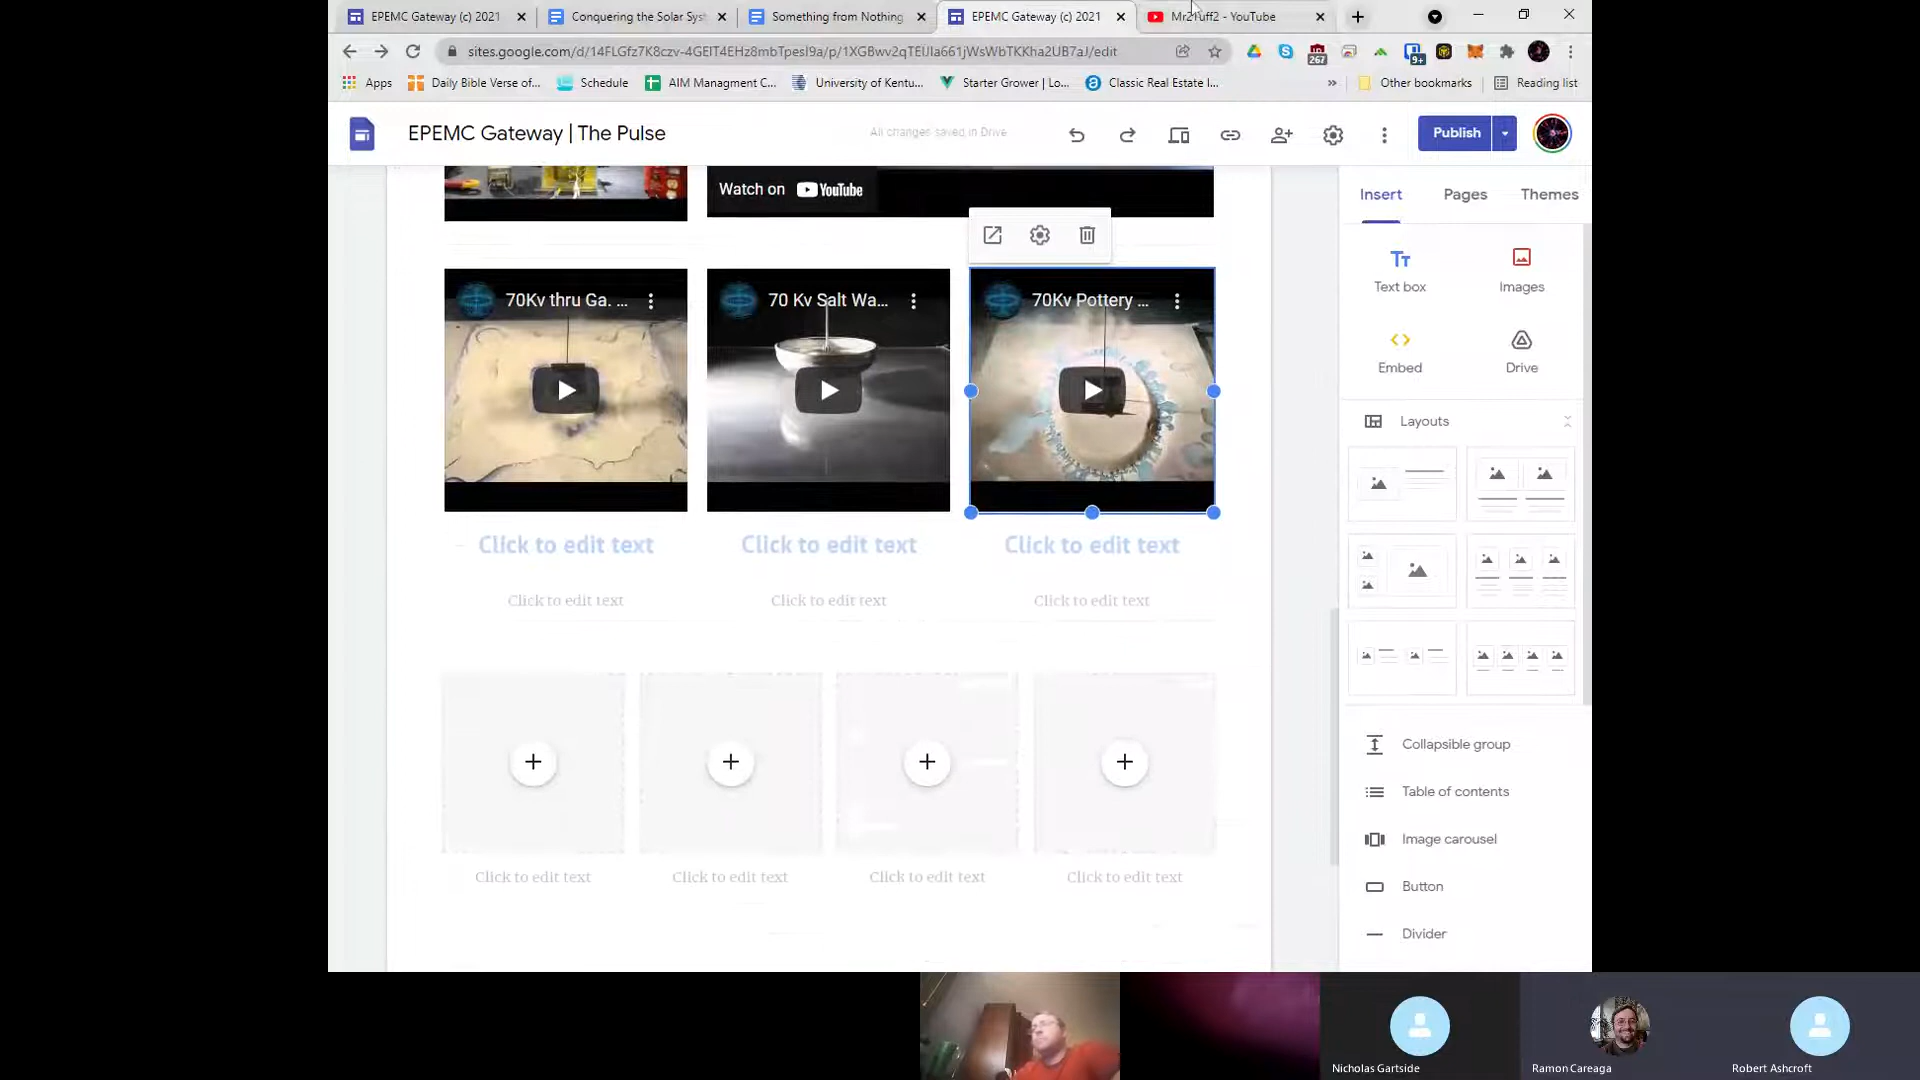 EPEMC Gateway (c) 2021
Conquering the Solar Sys
Something from Nothing
EPEMC Gateway (c) 2021
Mr2Tuff2 - YouTube
sites.google.com/d/14FLGfz7K8czv-4GEIT4EHz8mbTpesI9a/p/1XGBwv2qTEUIa661jWsWbTKKha2UB7aJ/edit
267
9+
Apps
Daily Bible Verse of...
Schedule
AIM Managment C...
University of Kentu...
Starter Grower | Lo...
Classic Real Estate I...
»
Other bookmarks
Reading list
EPEMC Gateway | The Pulse
All changes saved in Drive
Publish
Watch on YouTube
Insert
Pages
Themes
Text box
Images
Embed
Drive
Layouts
70Kv thru Ga. ...
70 Kv Salt Wa...
70Kv Pottery ...
Click to edit text
Click to edit text
Click to edit text
Click to edit text
Click to edit text
Click to edit text
Click to edit text
Click to edit text
Click to edit text
Click to edit text
Collapsible group
Table of contents
Image carousel
Button
Divider
Nicholas Gartside
Ramon Careaga
Robert Ashcroft